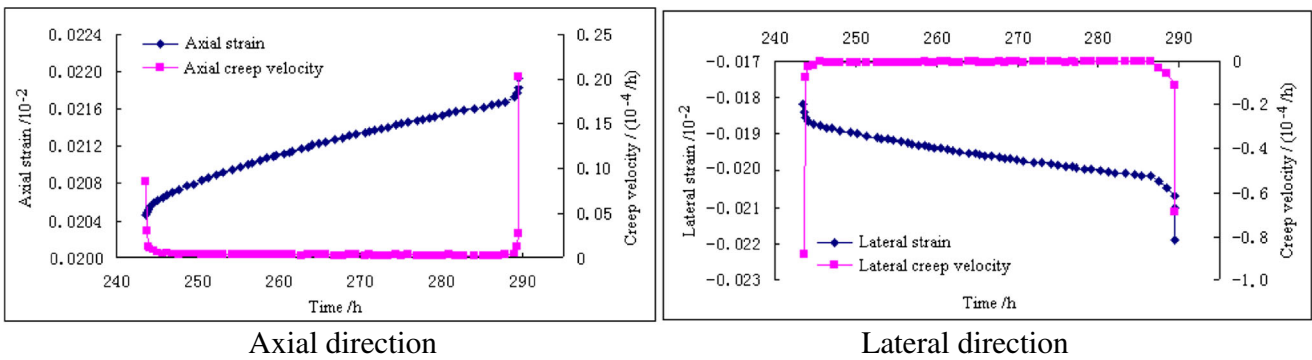 0.0224
0.0220
0.0216
0.0212
0.0208
0.0204
0.0200
Axial strain /10⁻²
Axial strain
Axial creep velocity
0.25
0.20
0.15
0.10
0.05
0
Creep velocity / (10⁻⁴ /h)
240 250 260 270 280 290
Time /h
Axial direction
240 250 260 270 280 290
−0.017
−0.018
−0.019
−0.020
−0.021
−0.022
−0.023
Lateral strain /10⁻²
Lateral strain
Lateral creep velocity
0
−0.2
−0.4
−0.6
−0.8
−1.0
Creep velocity / (10⁻⁴ /h)
Time /h
Lateral direction